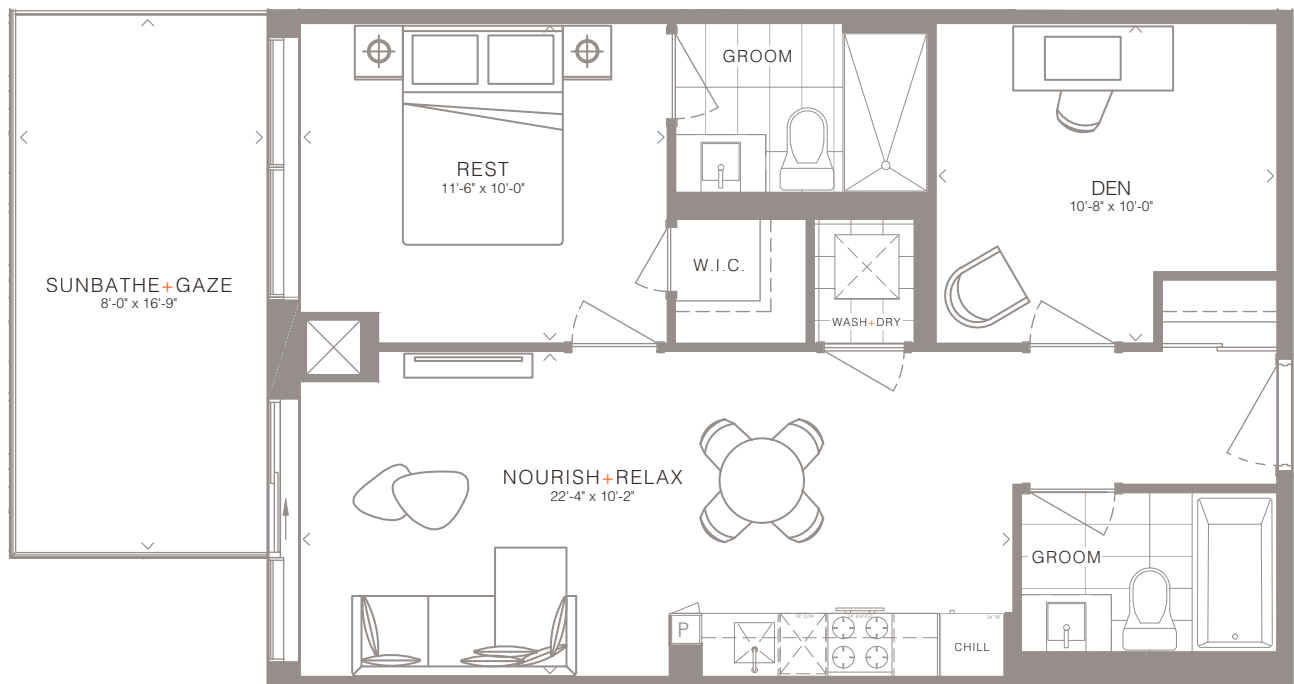 GROOM
REST
11'-6" x 10'-0"
DEN
10'-8" x 10'-0"
W.I.C.
SUNBATHE+GAZE
8'-0" x 16'-9"
WASH+DRY
NOURISH+RELAX
22'-4" x 10'-2"
GROOM
P
CHILL